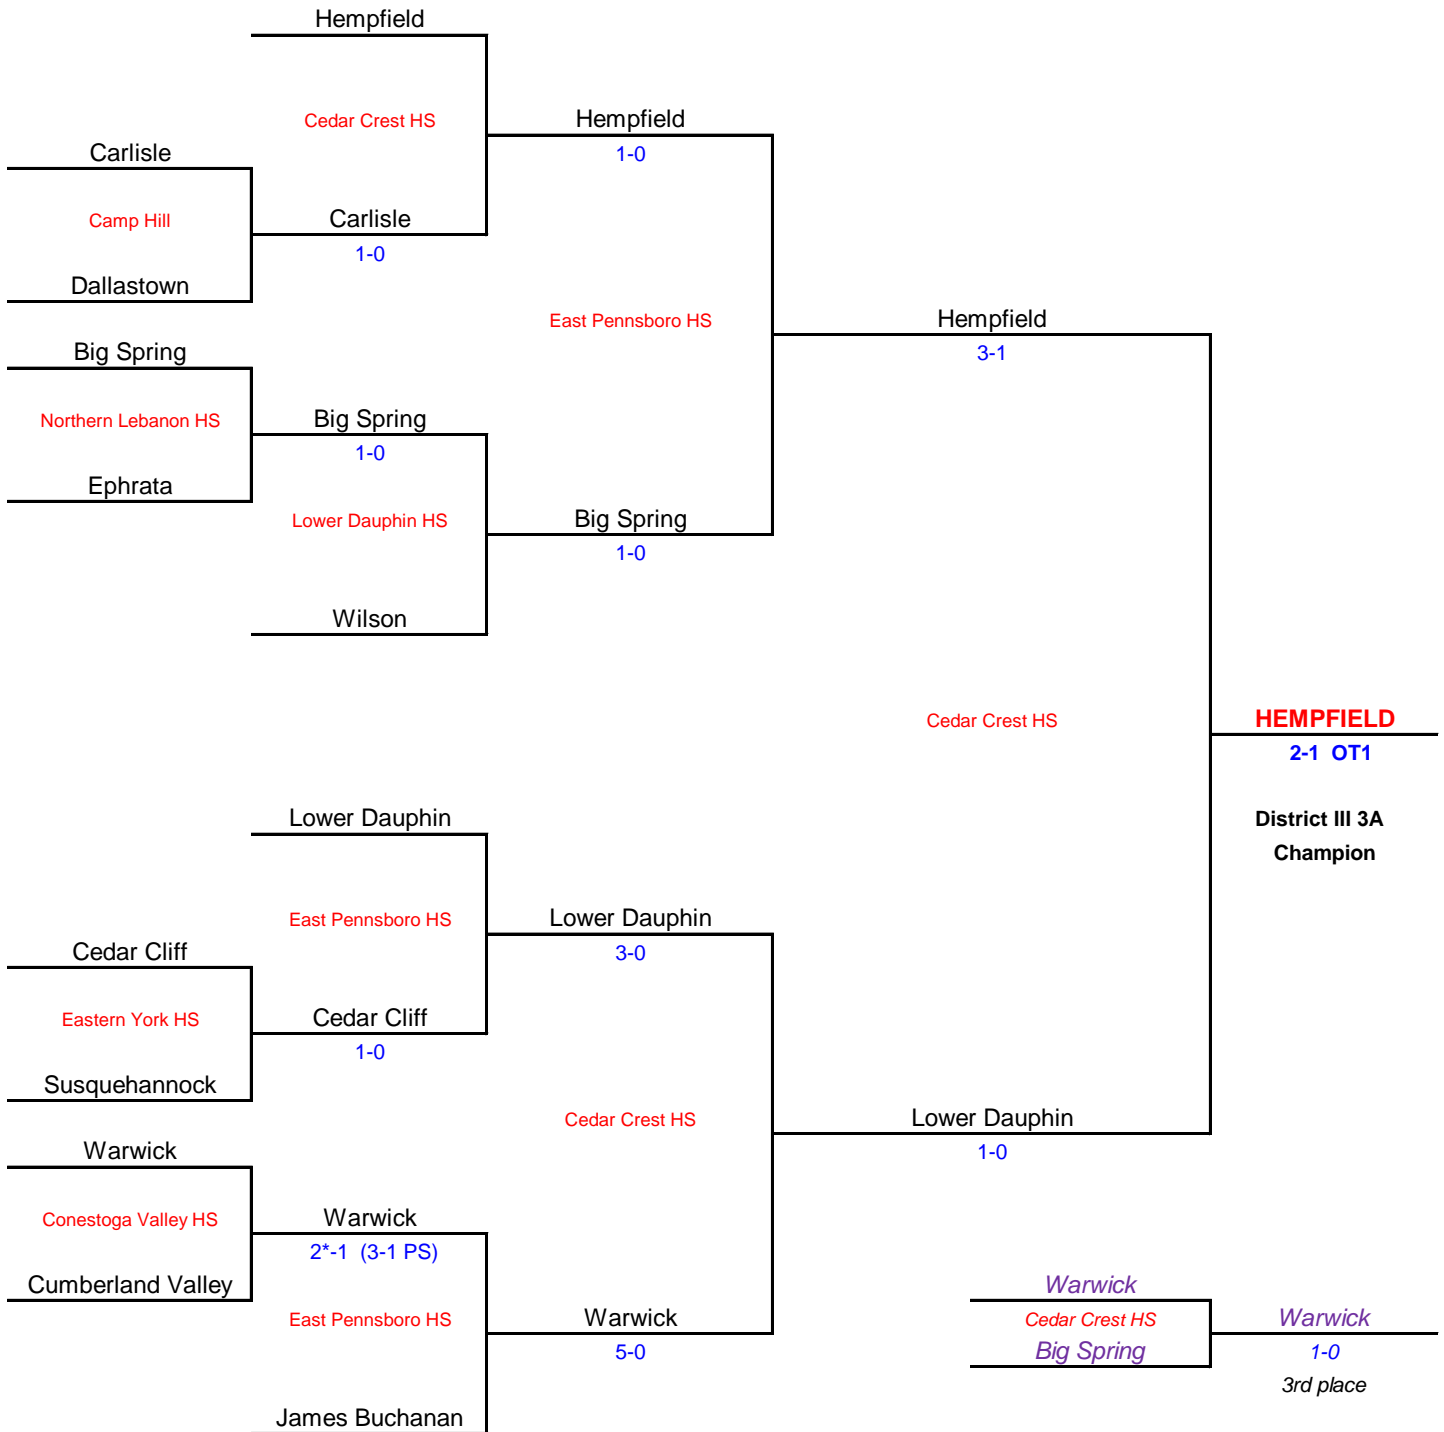 Hempfield
Cedar Crest HS
Hempfield
1-0
Carlisle
Camp Hill
Carlisle
1-0
Dallastown
East Pennsboro HS
Hempfield
3-1
Big Spring
Northern Lebanon HS
Big Spring
1-0
Ephrata
Lower Dauphin HS
Big Spring
1-0
Wilson
Cedar Crest HS
HEMPFIELD
2-1 OT1
District III 3A
Champion
Lower Dauphin
East Pennsboro HS
Lower Dauphin
3-0
Cedar Cliff
Eastern York HS
Cedar Cliff
1-0
Susquehannock
Cedar Crest HS
Lower Dauphin
1-0
Warwick
Conestoga Valley HS
Warwick
2*-1 (3-1 PS)
Cumberland Valley
East Pennsboro HS
Warwick
5-0
James Buchanan
Warwick
Cedar Crest HS
Big Spring
Warwick
1-0
3rd place